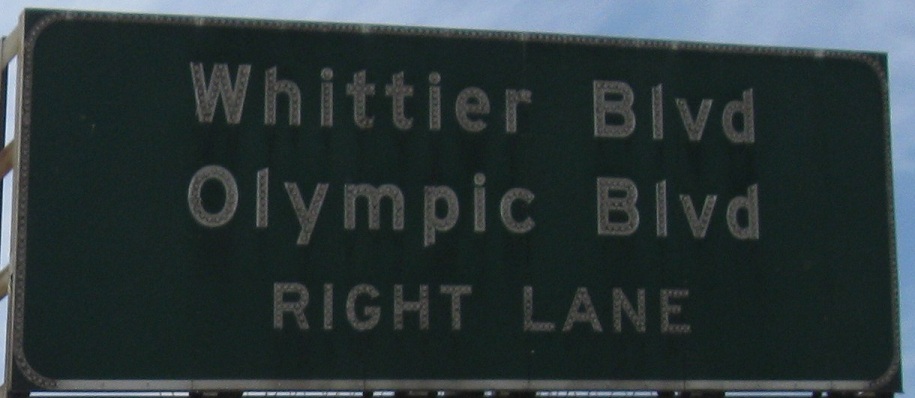 Whittier Blvd
Olympic Blvd
RIGHT LANE